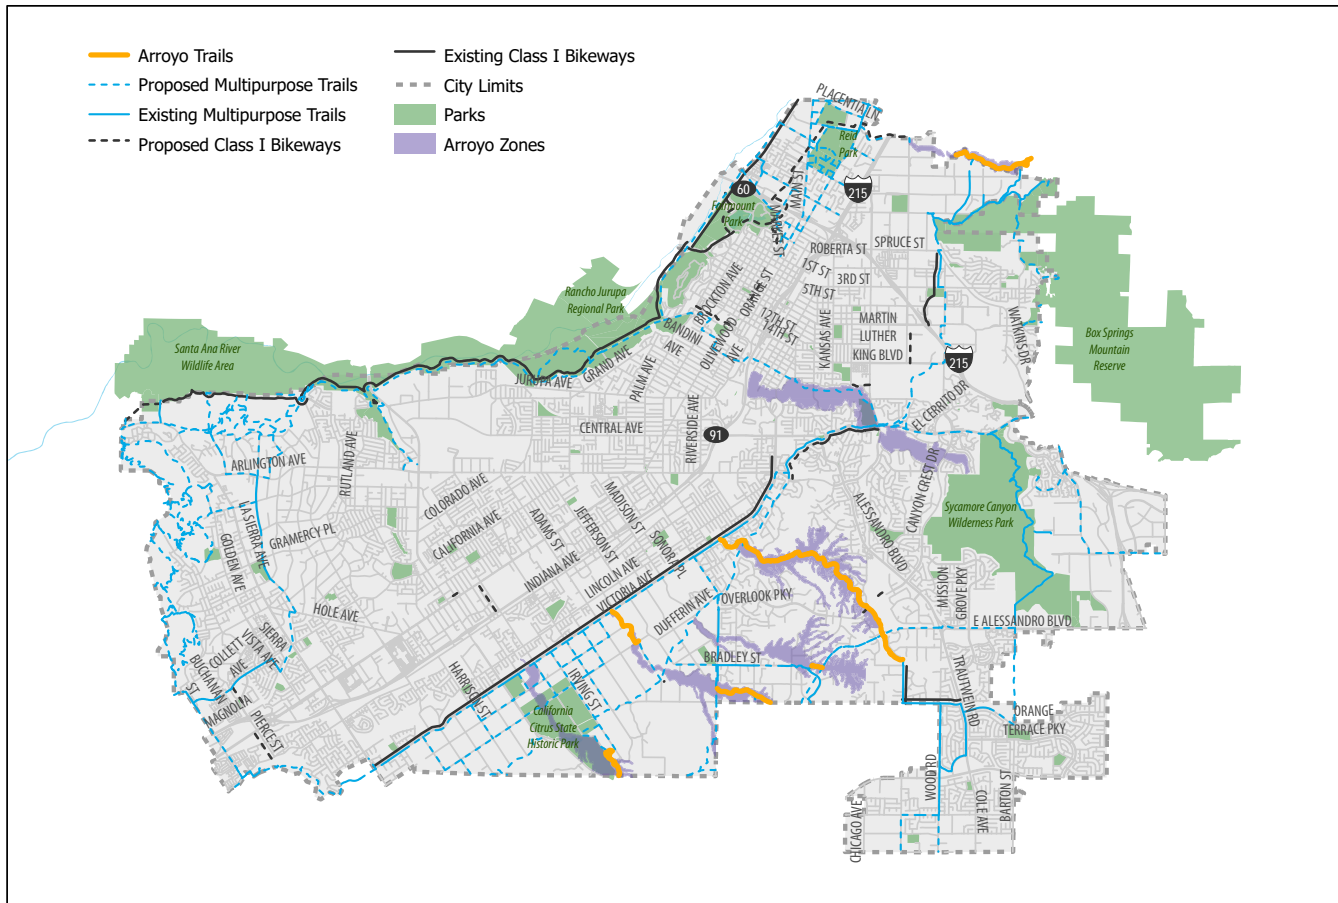 Arroyo Trails
Proposed Multipurpose Trails
Existing Multipurpose Trails
Proposed Class I Bikeways
Existing Class I Bikeways
City Limits
Parks
Arroyo Zones
PLACENTIA LN
Reid
Park
MAIN ST
215
60
Fairmount
Park
MARKET ST
ROBERTA ST
SPRUCE ST
1ST ST
3RD ST
5TH ST
BROCKTON AVE
ORANGE ST
12TH ST
14TH ST
KANSAS AVE
MARTIN
LUTHER
KING BLVD
WATKINS DR
Box Springs
Mountain
Reserve
Rancho Jurupa
Regional Park
BANDINI
AVE
OLIVEWOOD
AVE
215
Santa Ana River
Wildlife Area
JURUPA AVE
GRAND AVE
PALM AVE
RIVERSIDE AVE
EL CERRITO DR
CENTRAL AVE
91
ARLINGTON AVE
RUTLAND AVE
COLORADO AVE
CANYON CREST DR
ALESSANDRO BLVD
Sycamore Canyon
Wilderness Park
LA SIERRA AVE
GOLDEN AVE
GRAMERCY PL
CALIFORNIA AVE
ADAMS ST
JEFFERSON ST
MADISON ST
SONORA PL
INDIANA AVE
LINCOLN AVE
VICTORIA AVE
DUFFERIN AVE
OVERLOOK PKY
MISSION
GROVE PKY
E ALESSANDRO BLVD
HOLE AVE
SIERRA
VISTA AVE
COLLETT
AVE
BUCHANAN
ST
MAGNOLIA
PIERCE ST
HARRISON ST
IRVING ST
BRADLEY ST
California
Citrus State
Historic Park
TRAUTWEIN RD
ORANGE
TERRACE PKY
WOOD RD
CHICAGO AVE
COLE AVE
BARTON ST